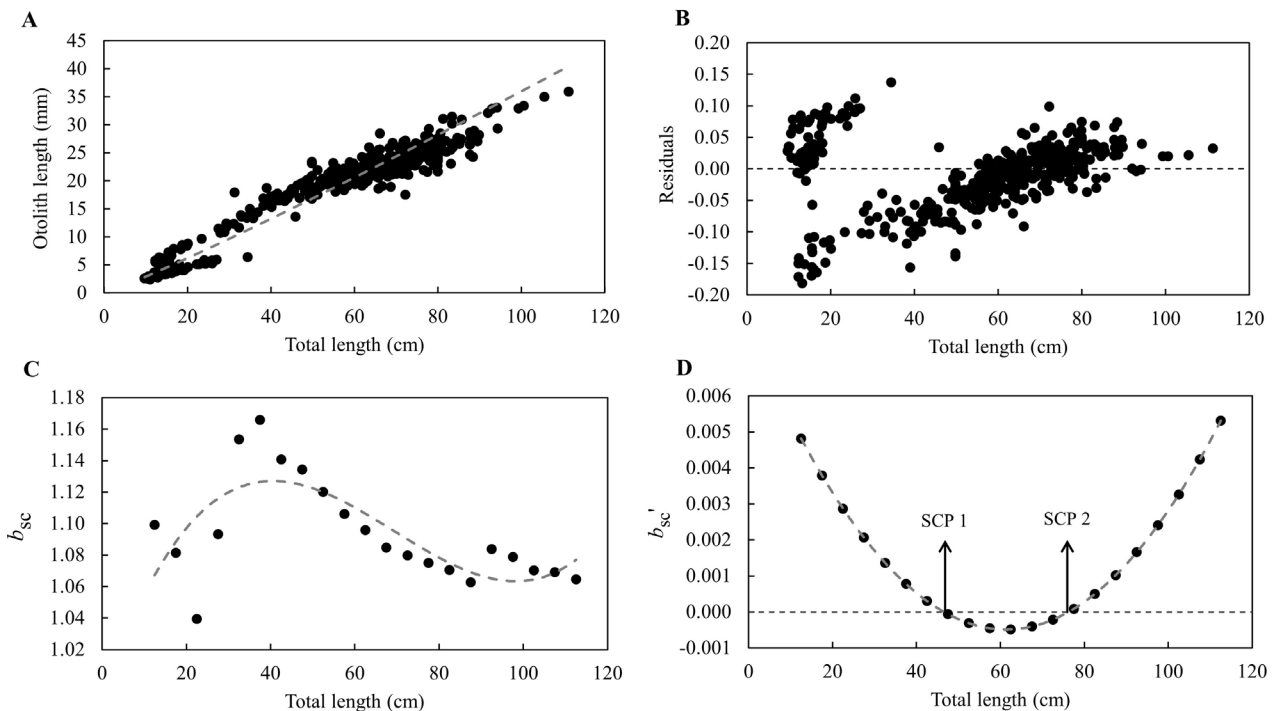 A
45
40
35
30
25
20
15
10
5
0
Otolith length (mm)
0 20 40 60 80 100 120
Total length (cm)
B
0.20
0.15
0.10
0.05
0.00
-0.05
-0.10
-0.15
-0.20
Residuals
0 20 40 60 80 100 120
Total length (cm)
C
1.18
1.16
1.14
1.12
1.10
1.08
1.06
1.04
1.02
bsc
0 20 40 60 80 100 120
Total length (cm)
D
0.006
0.005
0.004
0.003
0.002
0.001
0.000
-0.001
bsc'
SCP 1 SCP 2
0 20 40 60 80 100 120
Total length (cm)